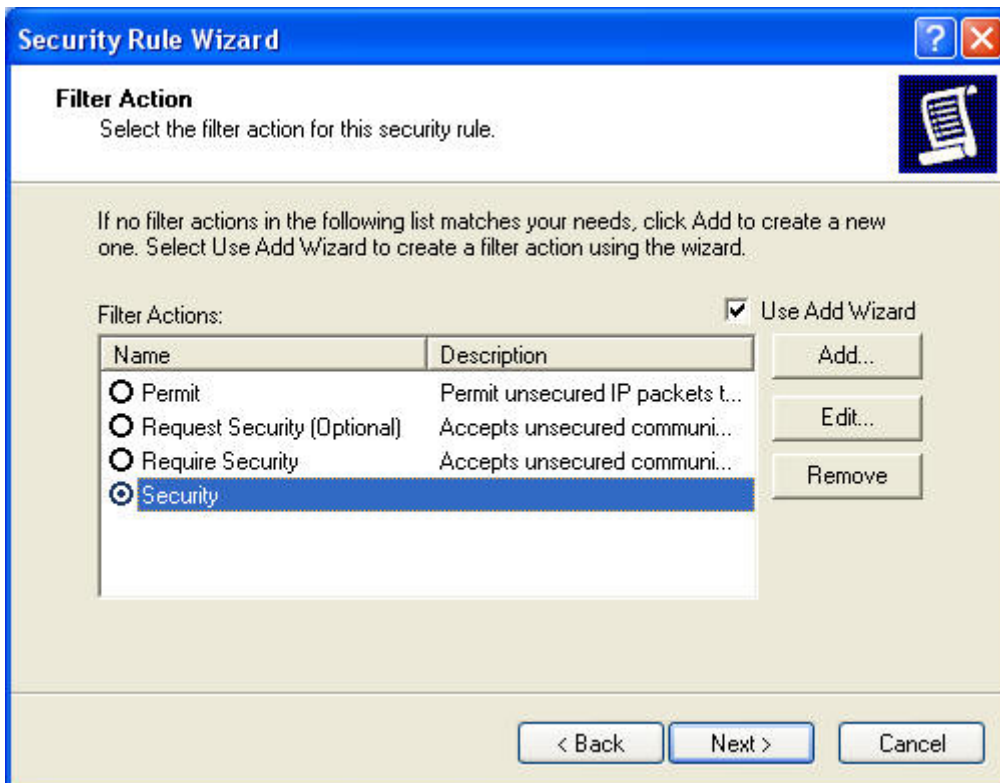 Security Rule Wizard
Filter Action
Select the filter action for this security rule.
If no filter actions in the following list matches your needs, click Add to create a new
one. Select Use Add Wizard to create a filter action using the wizard.
Filter Actions:
Use Add Wizard
Name Description
Add...
Permit Permit unsecured IP packets t...
Request Security (Optional) Accepts unsecured communi...
Edit...
Require Security Accepts unsecured communi...
Remove
Security
< Back Next > Cancel